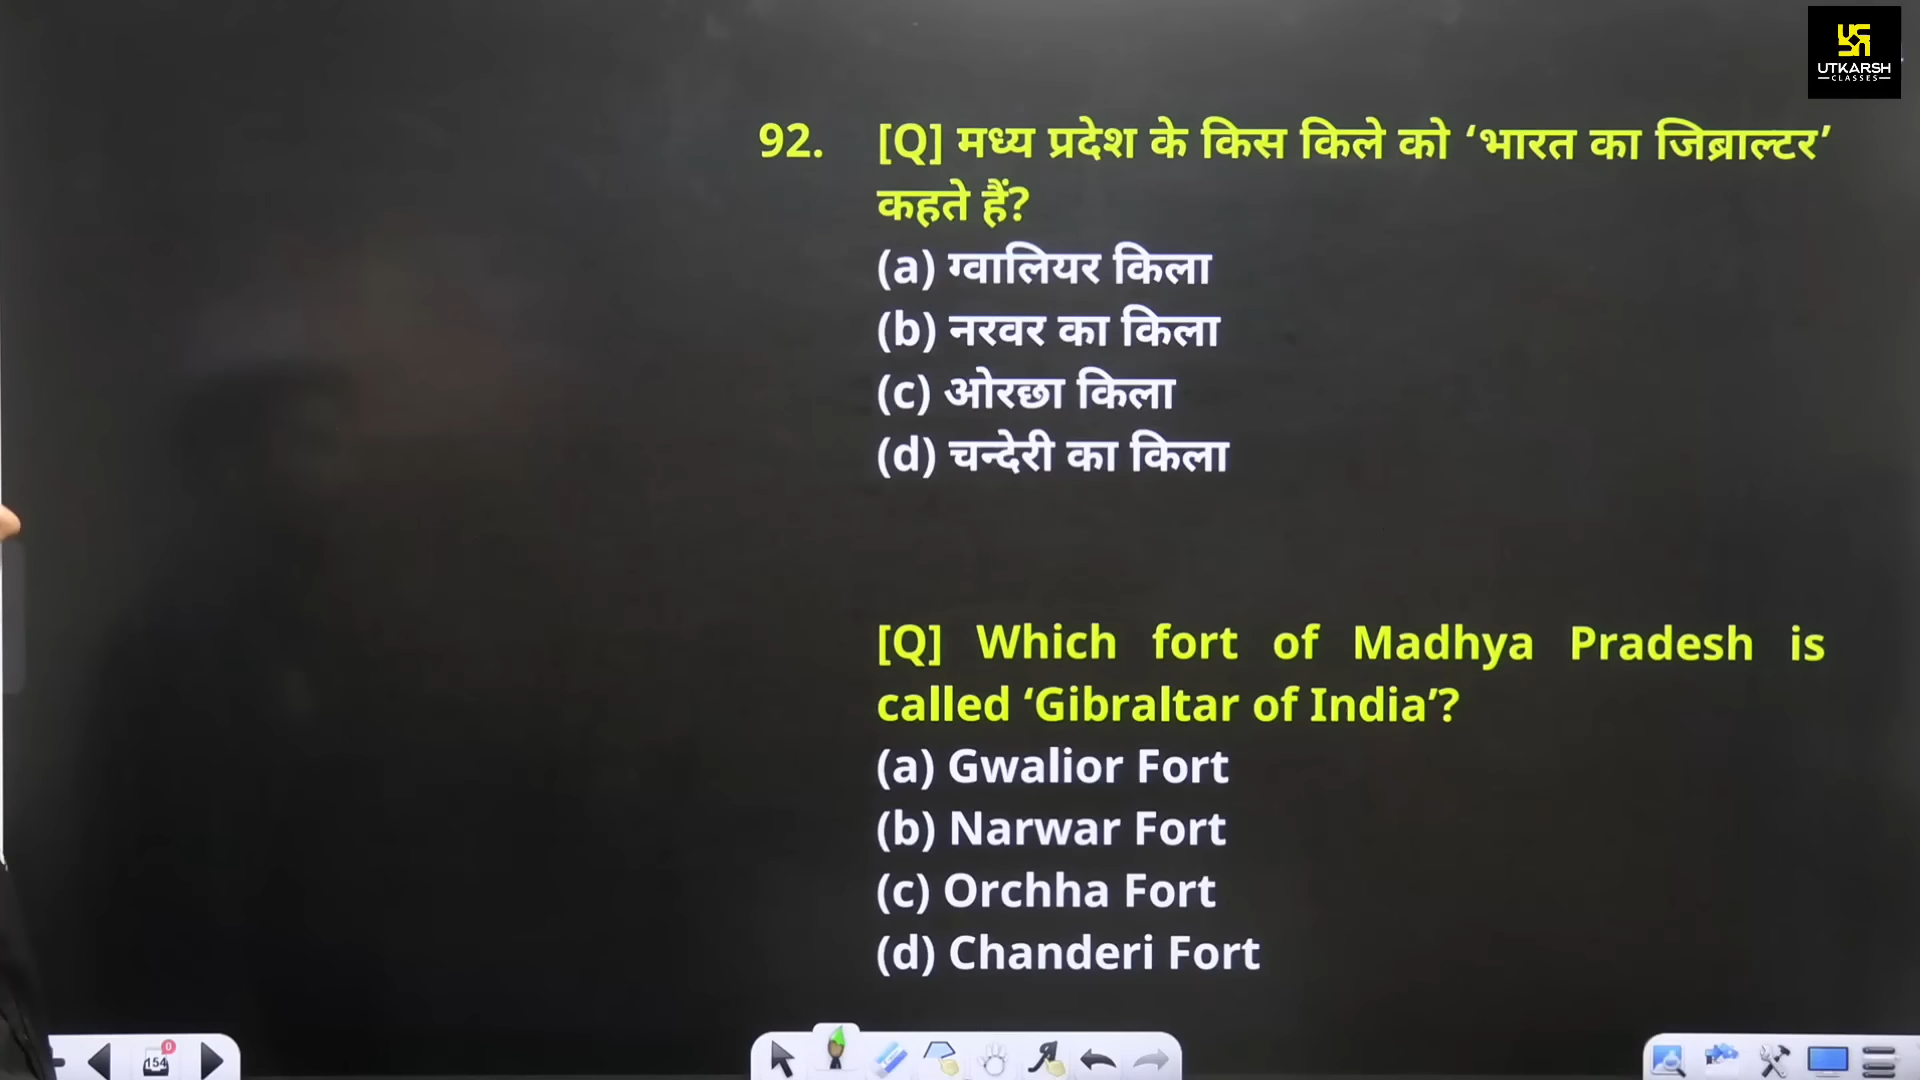 UTKARSH
CLASSES
92. [Q] मध्य प्रदेश के किस किले को ‘भारत का जिब्राल्टर’
कहते हैं?
(a) ग्वालियर किला
(b) नरवर का किला
(c) ओरछा किला
(d) चन्देरी का किला
[Q] Which fort of Madhya Pradesh is
called ‘Gibraltar of India’?
(a) Gwalior Fort
(b) Narwar Fort
(c) Orchha Fort
(d) Chanderi Fort
154
0